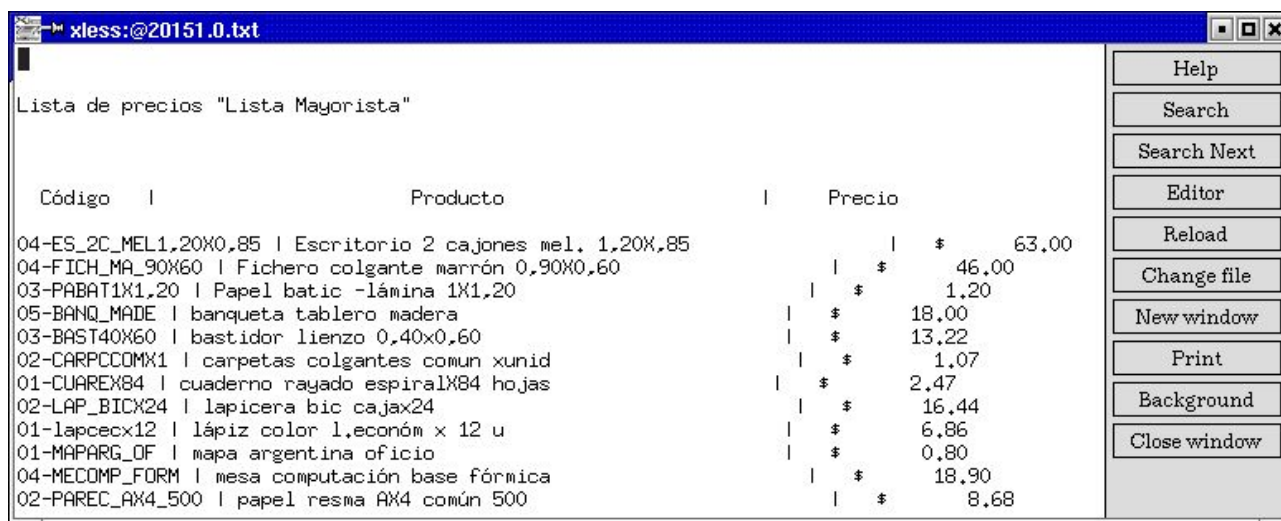 xless:@20151.0.txt
Lista de precios "Lista Mayorista"
Código | Producto | Precio
04-ES_2C_MEL1,20X0,85 | Escritorio 2 cajones mel. 1,20X,85 | $ 63.00
04-FICH_MA_90X60 | Fichero colgante marrón 0,90X0,60 | $ 46.00
03-PABAT1X1,20 | Papel batic -lámina 1X1,20 | $ 1.20
05-BANQ_MADE | banqueta tablero madera | $ 18.00
03-BAST40X60 | bastidor lienzo 0,40x0,60 | $ 13.22
02-CARPCCOMX1 | carpetas colgantes comun xunid | $ 1.07
01-CUAREX84 | cuaderno rayado espiralX84 hojas | $ 2.47
02-LAP_BICX24 | lapicera bic cajax24 | $ 16.44
01-lapcecx12 | lápiz color l.económ x 12 u | $ 6.86
01-MAPARG_OF | mapa argentina oficio | $ 0.80
04-MECOMP_FORM | mesa computación base fórmica | $ 18.90
02-PAREC_AX4_500 | papel resma AX4 común 500 | $ 8.68
Help
Search
Search Next
Editor
Reload
Change file
New window
Print
Background
Close window